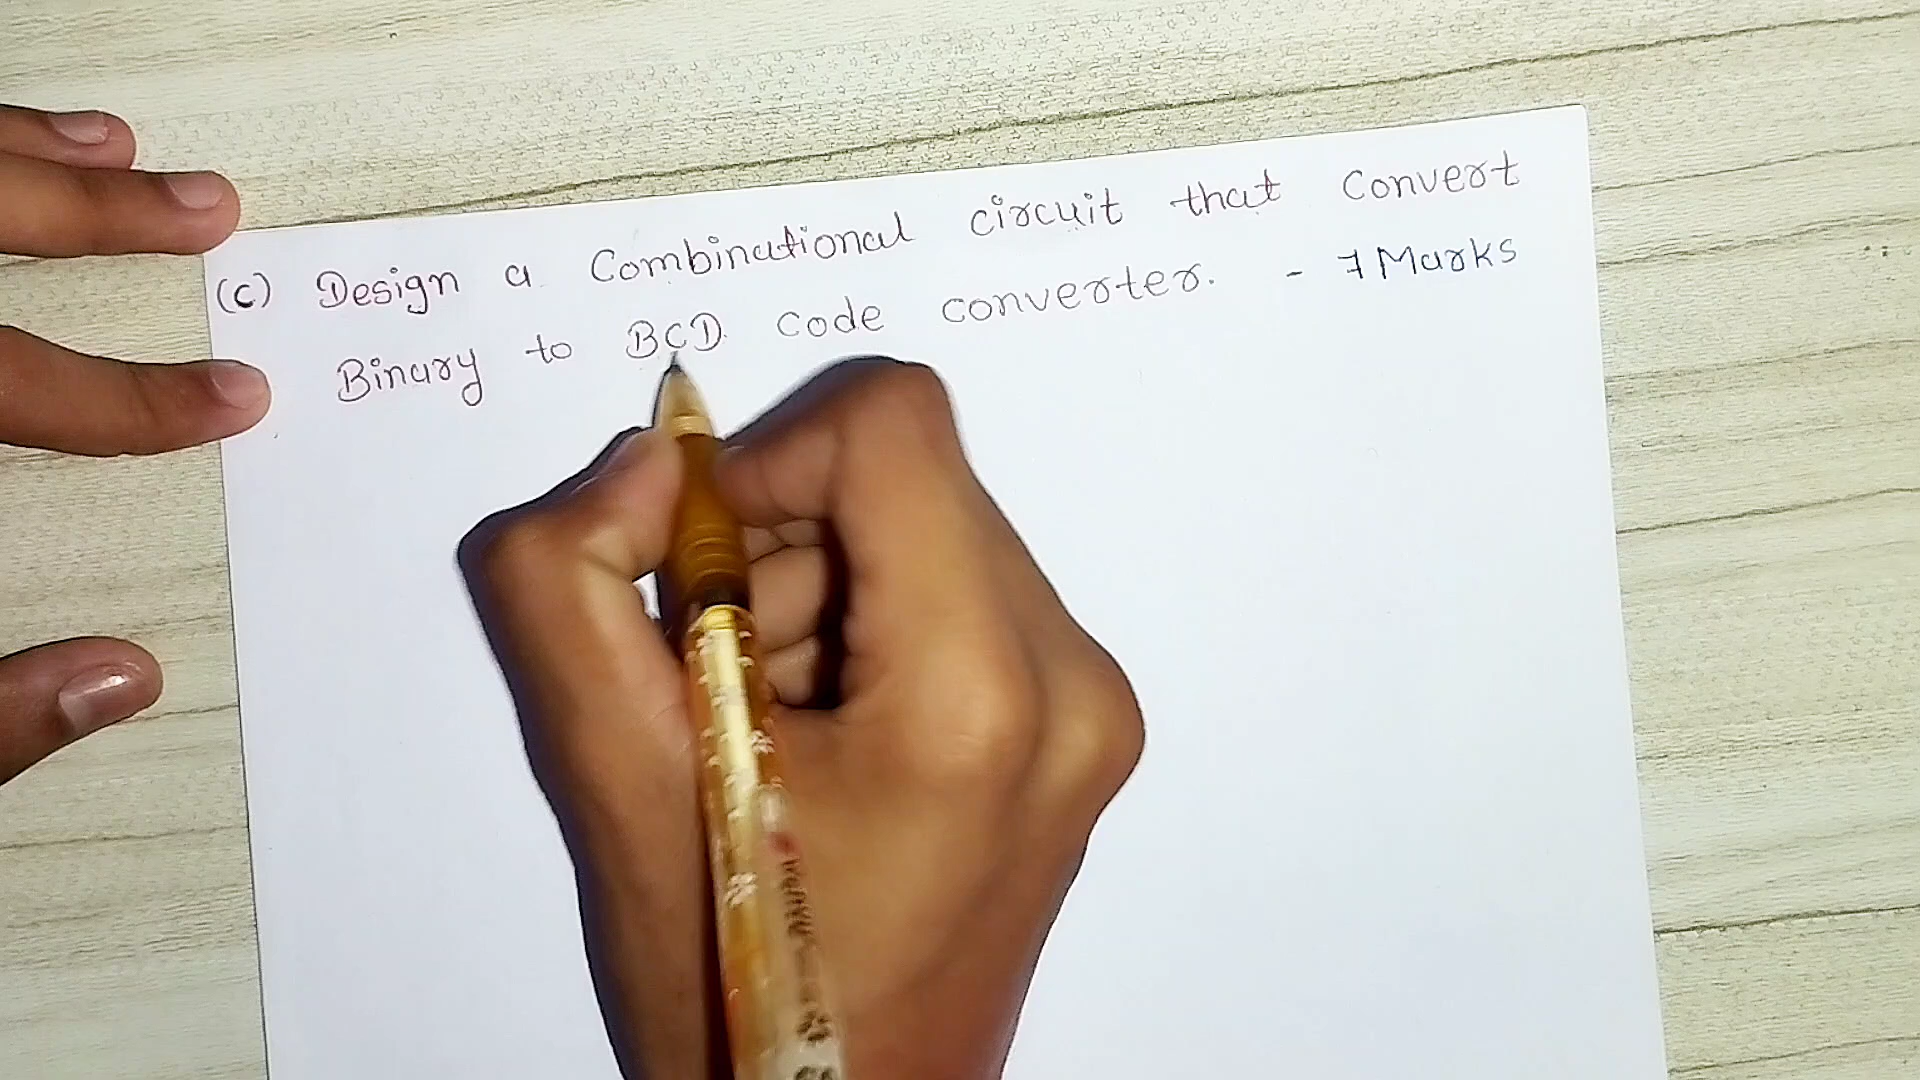 (c) Design a Combinational circuit that convert
Binary to BCD code converter. - 7 Marks